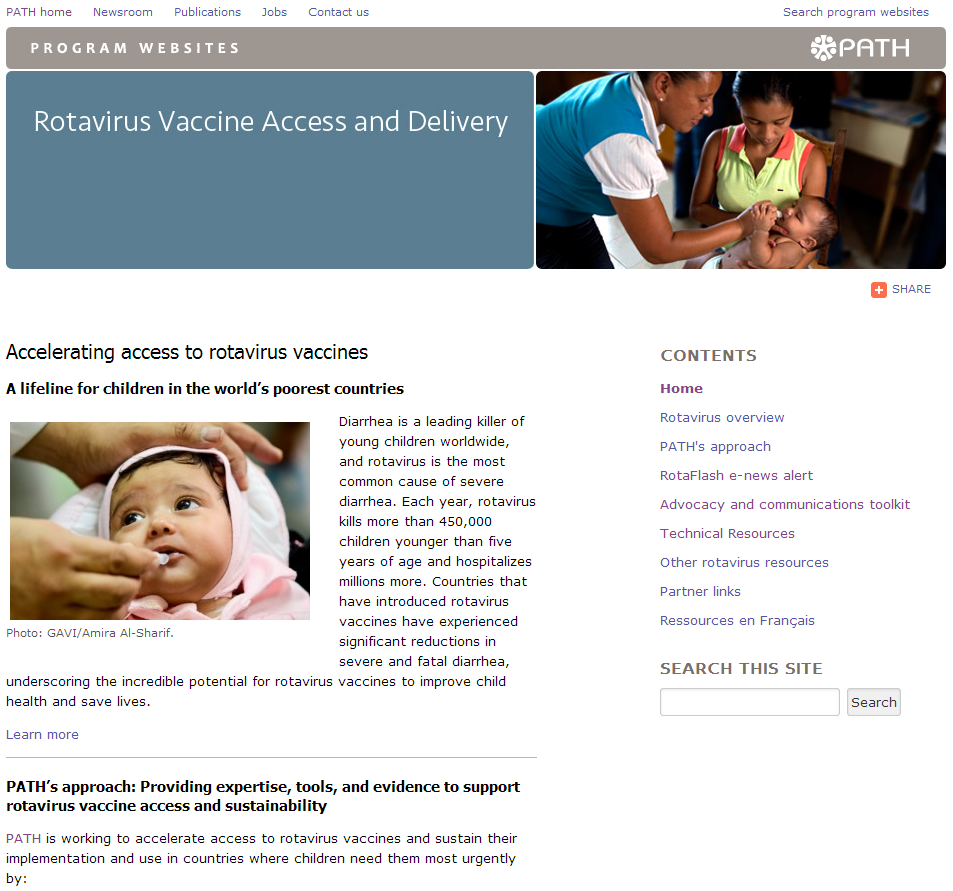 PATH home Newsroom Publications Jobs Contact us Search program websites
PROGRAM WEBSITES PATH
Rotavirus Vaccine Access and Delivery
SHARE
Accelerating access to rotavirus vaccines
A lifeline for children in the world's poorest countries
Diarrhea is a leading killer of
young children worldwide,
and rotavirus is the most
common cause of severe
diarrhea. Each year, rotavirus
kills more than 450,000
children younger than five
years of age and hospitalizes
millions more. Countries that
have introduced rotavirus
vaccines have experienced
significant reductions in
severe and fatal diarrhea,
Photo: GAVI/Amira Al-Sharif.
underscoring the incredible potential for rotavirus vaccines to improve child
health and save lives.
Learn more
PATH's approach: Providing expertise, tools, and evidence to support
rotavirus vaccine access and sustainability
PATH is working to accelerate access to rotavirus vaccines and sustain their
implementation and use in countries where children need them most urgently
by:
CONTENTS
Home
Rotavirus overview
PATH's approach
RotaFlash e-news alert
Advocacy and communications toolkit
Technical Resources
Other rotavirus resources
Partner links
Ressources en Français
SEARCH THIS SITE
Search